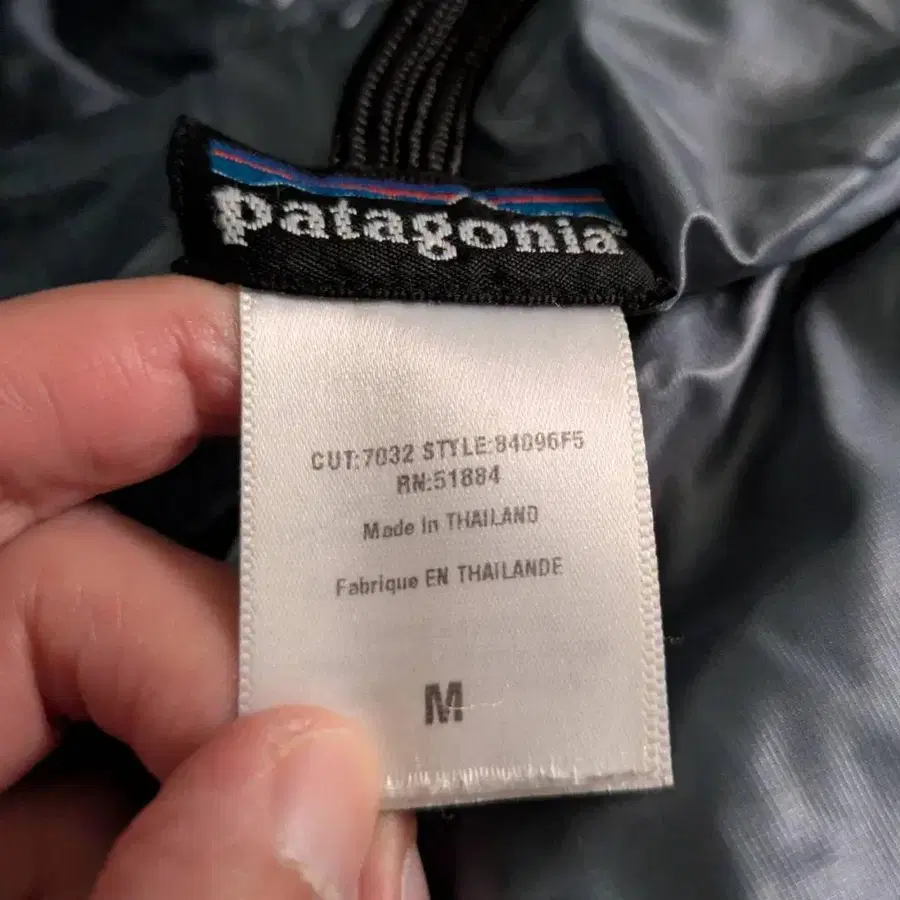 patagonia
CUT:7032 STYLE:84096F5
RN:51884
Made in THAILAND
Fabrique EN THAILANDE
M